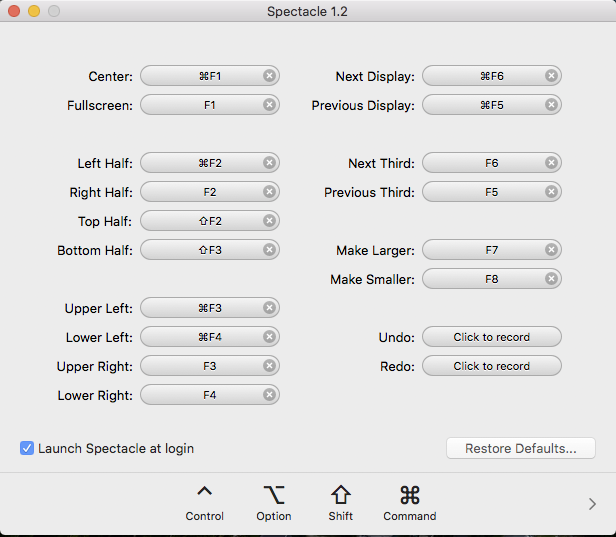 Spectacle 1.2
Center: ⌘F1
Fullscreen: F1
Left Half: ⌘F2
Right Half: F2
Top Half: ⇧F2
Bottom Half: ⇧F3
Upper Left: ⌘F3
Lower Left: ⌘F4
Upper Right: F3
Lower Right: F4
Next Display: ⌘F6
Previous Display: ⌘F5
Next Third: F6
Previous Third: F5
Make Larger: F7
Make Smaller: F8
Undo: Click to record
Redo: Click to record
Launch Spectacle at login
Restore Defaults...
Control
Option
Shift
Command